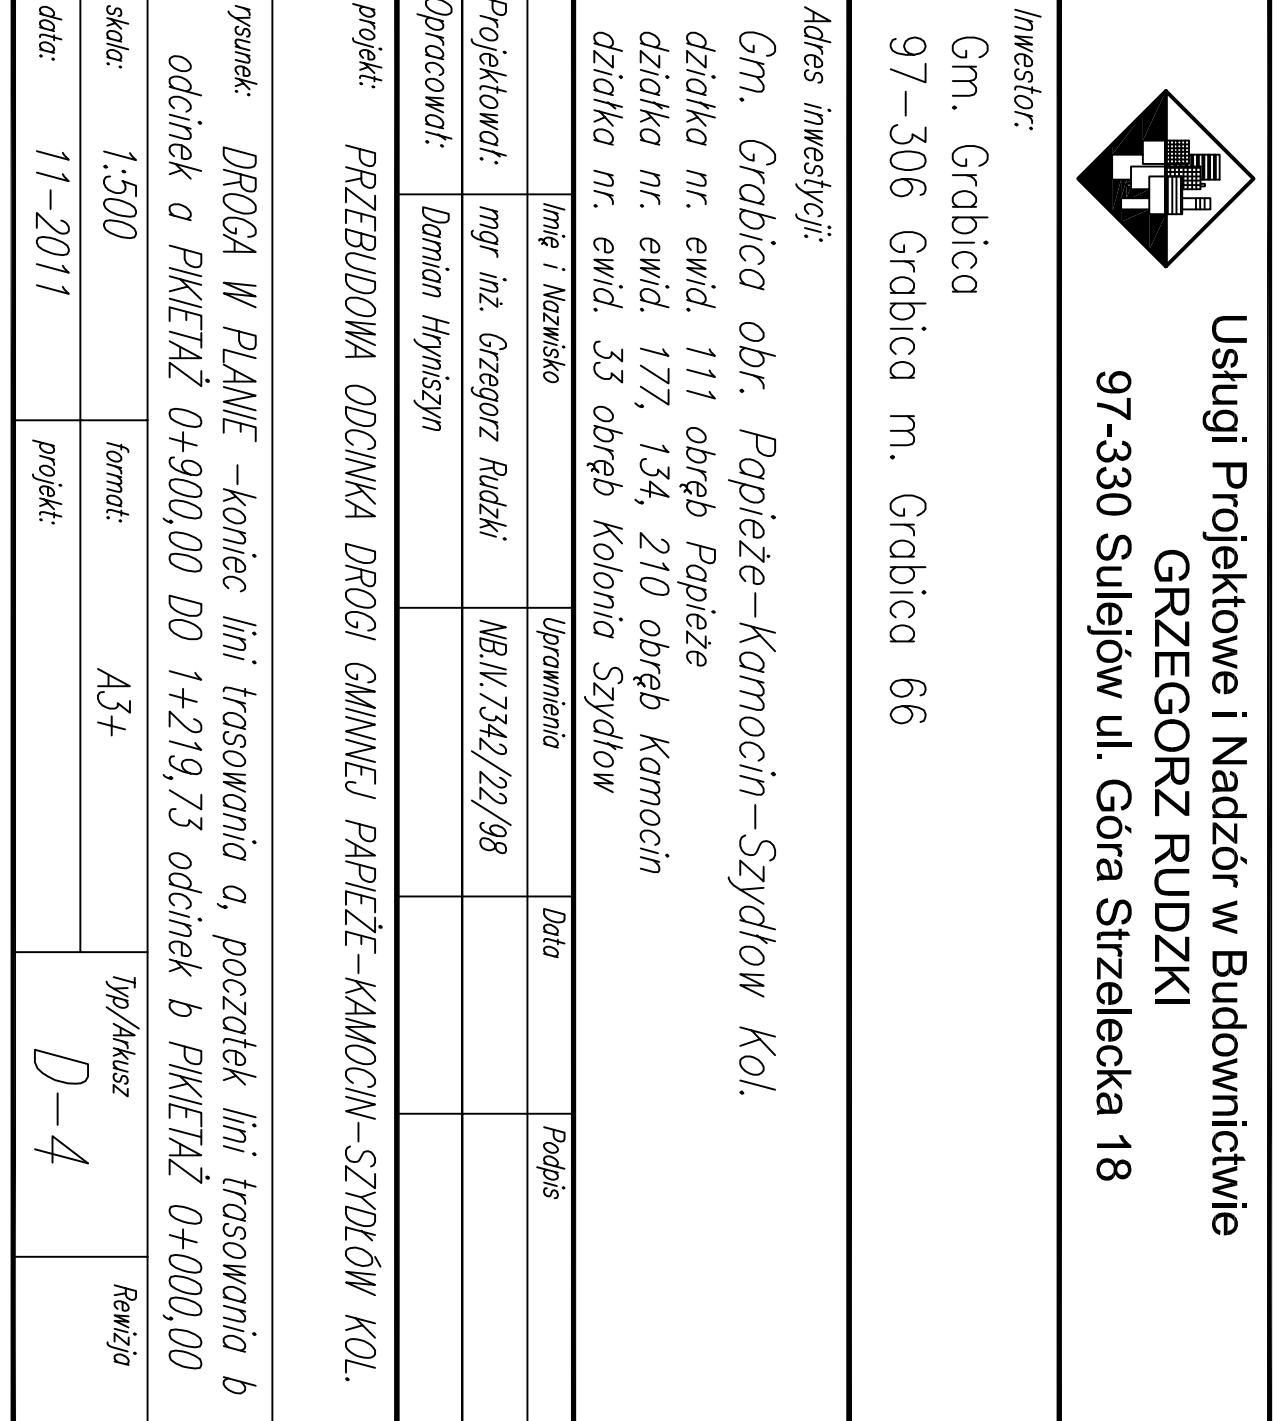 Usługi Projektowe i Nadzór w Budownictwie
GRZEGORZ RUDZKI
97-330 Sulejów ul. Góra Strzelecka 18
Inwestor:
Gm. Grabica
97-306 Grabica m. Grabica 66
Adres inwestycji:
Gm. Grabica obr. Papieże-Kamocin-Szydłow Kol.
działka nr. ewid. 111 obręb Papieże
działka nr. ewid. 177, 134, 210 obręb Kamocin
działka nr. ewid. 33 obręb Kolonia Szydłow
Imię i Nazwisko Uprawnienia Data Podpis
Projektował: mgr inż. Grzegorz Rudzki NB.IV.7342/22/98
Opracował: Damian Hryniszyn
projekt: PRZEBUDOWA ODCINKA DROGI GMINNEJ PAPIEŻE-KAMOCIN-SZYDŁÓW KOL.
rysunek: DROGA W PLANIE -koniec lini trasowania a, poczatek lini trasowania b
odcinek a PIKIETAŻ 0+900,00 DO 1+219,73 odcinek b PIKIETAŻ 0+000,00
skala: 1:500 format: A3+ Typ/Arkusz Rewizja
data: 11-2011 projekt: D-4